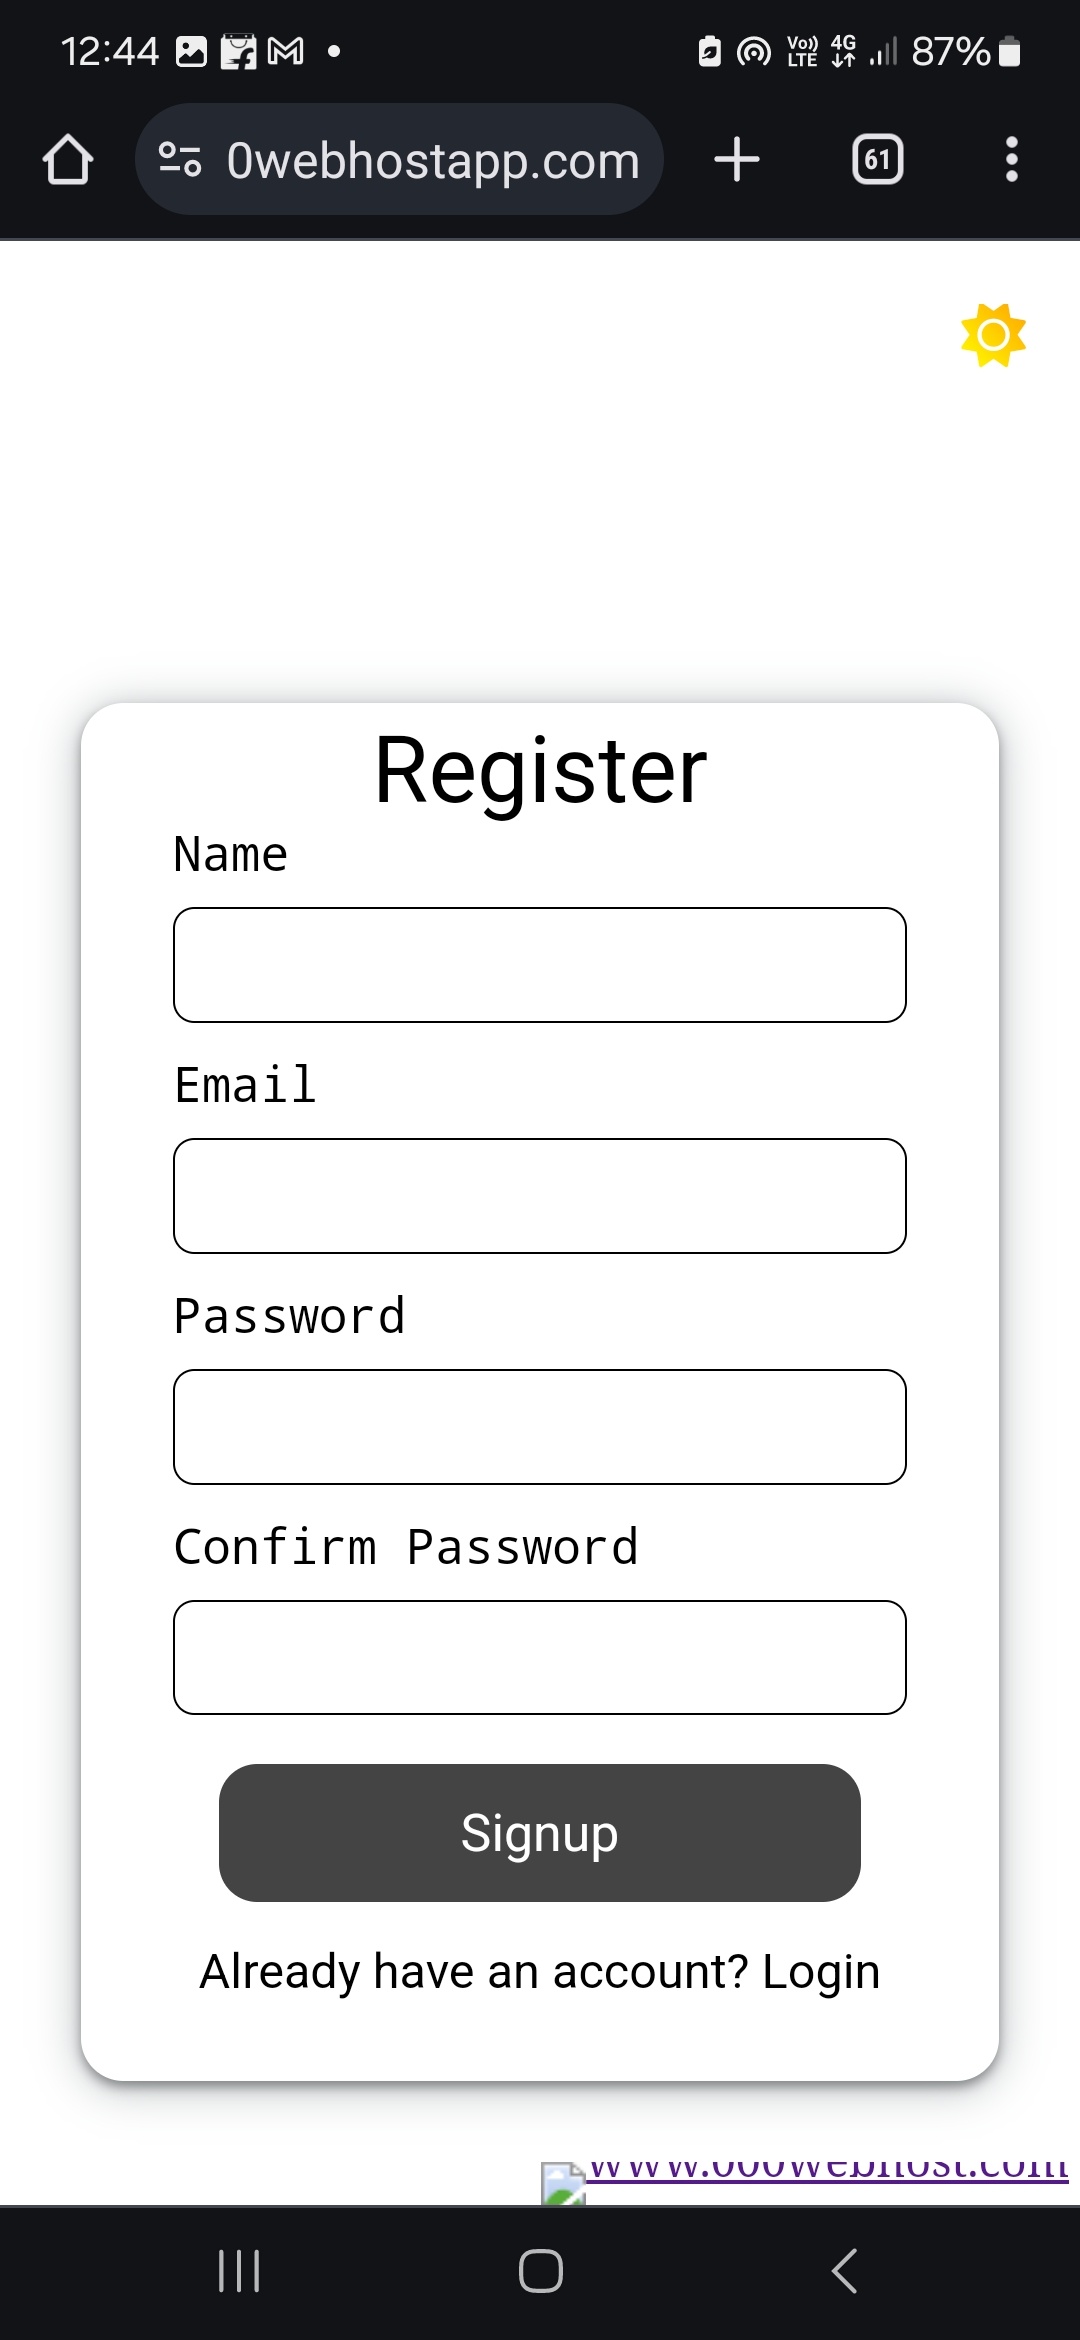 12:44
Vo)) LTE 4G 87%
0webhostapp.com
61
Register
Name
Email
Password
Confirm Password
Signup
Already have an account? Login
www.000webhost.com